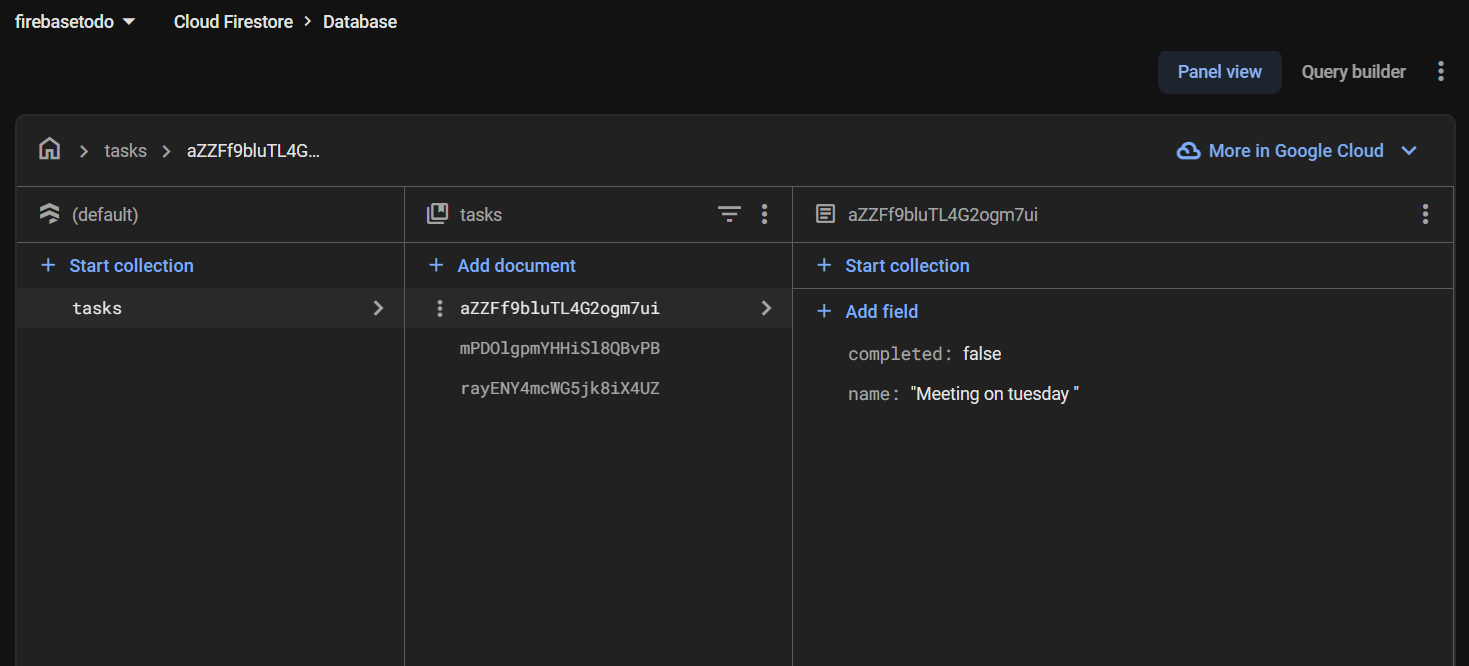 firebasetodo Cloud Firestore > Database
Panel view Query builder
tasks > aZZFf9bluTL4G...
More in Google Cloud
(default)
tasks
aZZFf9bluTL4G2ogm7ui
+ Start collection
+ Add document
+ Start collection
tasks
aZZFf9bluTL4G2ogm7ui
mPDOlgpmYHHiSl8QBvPB
rayENY4mcWG5jk8iX4UZ
+ Add field
completed: false
name: "Meeting on tuesday "